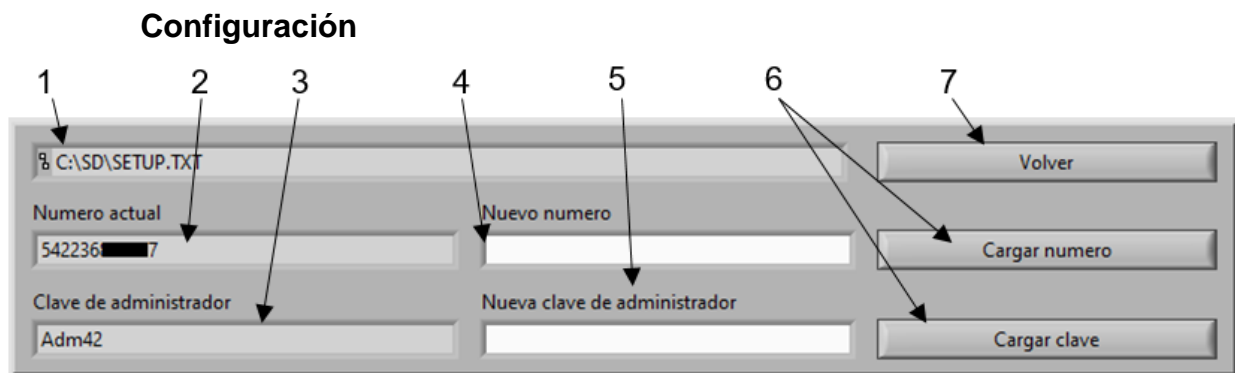 Configuración
1 2 3 4 5 6 7
C:\SD\SETUP.TXT Volver
Numero actual Nuevo numero
542236 7 Cargar numero
Clave de administrador Nueva clave de administrador
Adm42 Cargar clave